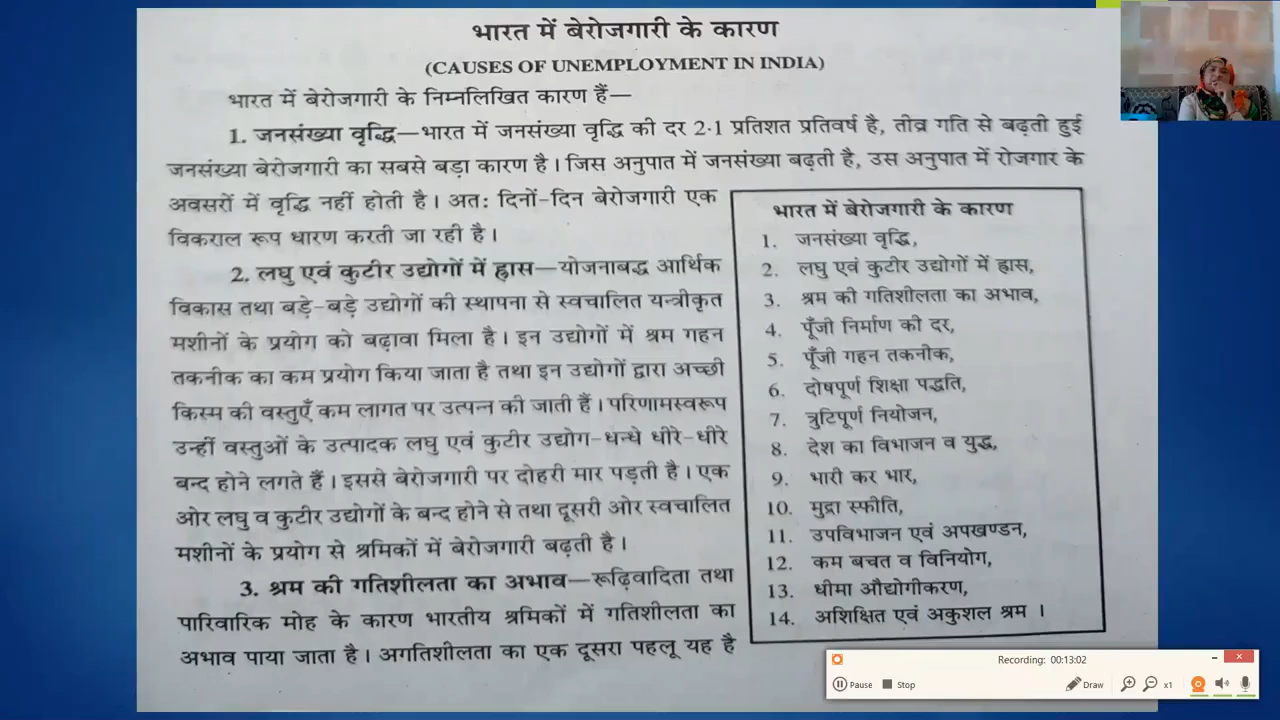 भारत में बेरोजगारी के कारण
(CAUSES OF UNEMPLOYMENT IN INDIA)
भारत में बेरोजगारी के निम्नलिखित कारण हैं—
1. जनसंख्या वृद्धि—भारत में जनसंख्या वृद्धि की दर 2·1 प्रतिशत प्रतिवर्ष है, तीव्र गति से बढ़ती हुई
जनसंख्या बेरोजगारी का सबसे बड़ा कारण है। जिस अनुपात में जनसंख्या बढ़ती है, उस अनुपात में रोजगार के
अवसरों में वृद्धि नहीं होती है। अतः दिनों-दिन बेरोजगारी एक
विकराल रूप धारण करती जा रही है।
2. लघु एवं कुटीर उद्योगों में ह्रास—योजनाबद्ध आर्थिक
विकास तथा बड़े-बड़े उद्योगों की स्थापना से स्वचालित यन्त्रीकृत
मशीनों के प्रयोग को बढ़ावा मिला है। इन उद्योगों में श्रम गहन
तकनीक का कम प्रयोग किया जाता है तथा इन उद्योगों द्वारा अच्छी
किस्म की वस्तुएँ कम लागत पर उत्पन्न की जाती हैं। परिणामस्वरूप
उन्हीं वस्तुओं के उत्पादक लघु एवं कुटीर उद्योग-धन्धे धीरे-धीरे
बन्द होने लगते हैं। इससे बेरोजगारी पर दोहरी मार पड़ती है। एक
ओर लघु व कुटीर उद्योगों के बन्द होने से तथा दूसरी ओर स्वचालित
मशीनों के प्रयोग से श्रमिकों में बेरोजगारी बढ़ती है।
3. श्रम की गतिशीलता का अभाव—रूढ़िवादिता तथा
पारिवारिक मोह के कारण भारतीय श्रमिकों में गतिशीलता का
अभाव पाया जाता है। अगतिशीलता का एक दूसरा पहलू यह है
भारत में बेरोजगारी के कारण
1. जनसंख्या वृद्धि,
2. लघु एवं कुटीर उद्योगों में ह्रास,
3. श्रम की गतिशीलता का अभाव,
4. पूँजी निर्माण की दर,
5. पूँजी गहन तकनीक,
6. दोषपूर्ण शिक्षा पद्धति,
7. त्रुटिपूर्ण नियोजन,
8. देश का विभाजन व युद्ध,
9. भारी कर भार,
10. मुद्रा स्फीति,
11. उपविभाजन एवं अपखण्डन,
12. कम बचत व विनियोग,
13. धीमा औद्योगीकरण,
14. अशिक्षित एवं अकुशल श्रम ।
Recording: 00:13:02
Pause Stop Draw x1